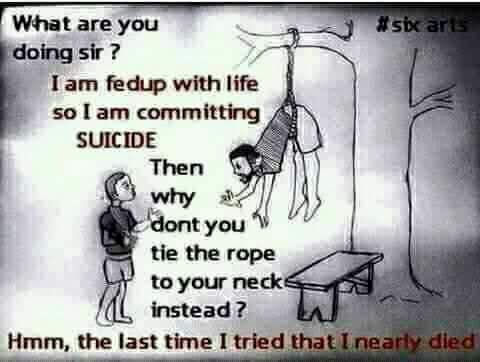 What are you
doing sir ?
#six arts
I am fedup with life
so I am committing
SUICIDE
Then
why
dont you
tie the rope
to your neck
instead ?
Hmm, the last time I tried that I nearly died